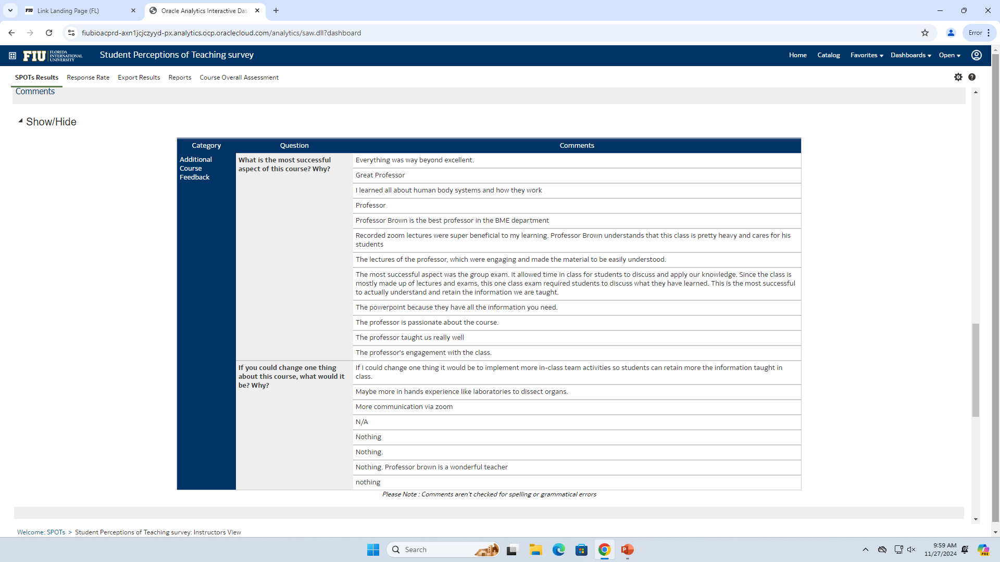 Link Landing Page (FL)
Oracle Analytics Interactive Das
fiubioacprd-axn1jcjczyyd-px.analytics.ocp.oraclecloud.com/analytics/saw.dll?dashboard
Error
FIU FLORIDA
INTERNATIONAL
UNIVERSITY
Student Perceptions of Teaching survey
Home Catalog Favorites Dashboards Open
SPOTs Results Response Rate Export Results Reports Course Overall Assessment
Comments
Show/Hide
Category Question Comments
Additional
Course
Feedback
What is the most successful
aspect of this course? Why?
Everything was way beyond excellent.
Great Professor
I learned all about human body systems and how they work
Professor
Professor Brown is the best professor in the BME department
Recorded zoom lectures were super beneficial to my learning. Professor Brown understands that this class is pretty heavy and cares for his
students
The lectures of the professor, which were engaging and made the material to be easily understood.
The most successful aspect was the group exam. It allowed time in class for students to discuss and apply our knowledge. Since the class is
mostly made up of lectures and exams, this one class exam required students to discuss what they have learned. This is the most successful
to actually understand and retain the information we are taught.
The powerpoint because they have all the information you need.
The professor is passionate about the course.
The professor taught us really well
The professor's engagement with the class.
If you could change one thing
about this course, what would it
be? Why?
If I could change one thing it would be to implement more in-class team activities so students can retain more the information taught in
class.
Maybe more in hands experience like laboratories to dissect organs.
More communication via zoom
N/A
Nothing
Nothing.
Nothing. Professor brown is a wonderful teacher
nothing
Please Note : Comments aren't checked for spelling or grammatical errors
Welcome: SPOTs > Student Perceptions of Teaching survey: Instructors View
Search
9:59 AM
11/27/2024
PRE